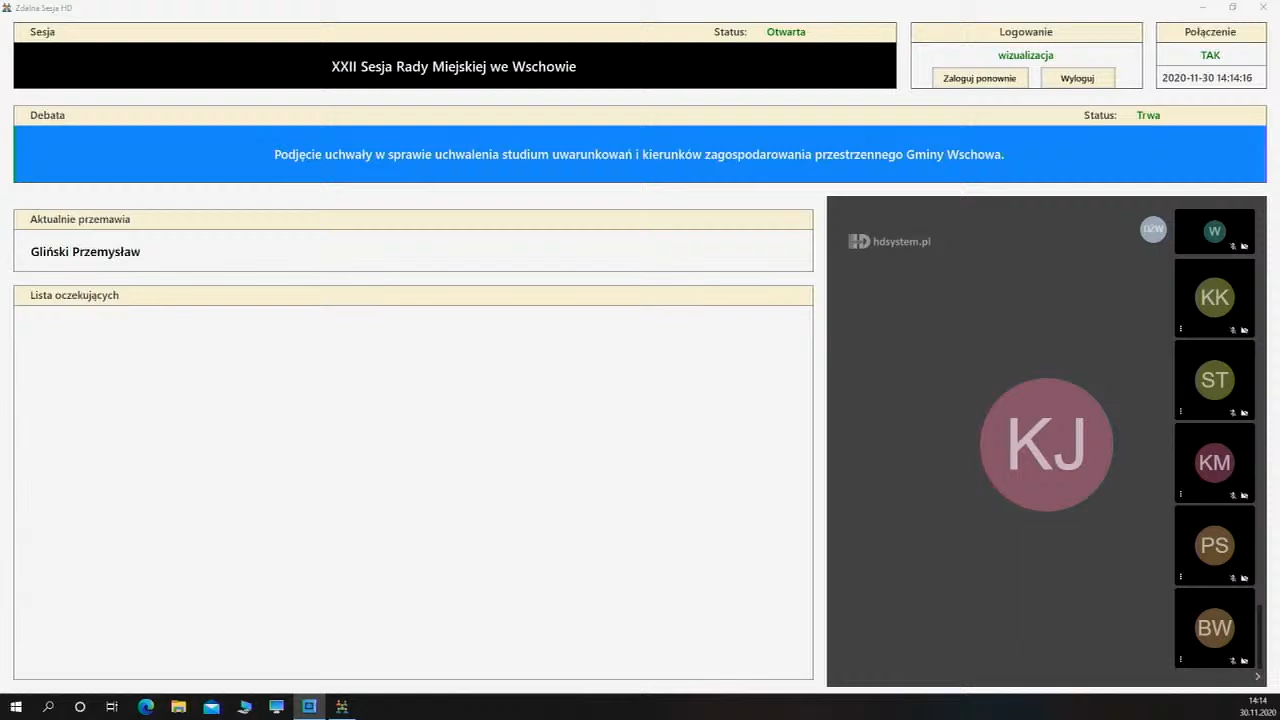 Zdalna Sesja HD
Sesja Status: Otwarta
XXII Sesja Rady Miejskiej we Wschowie
Logowanie
wizualizacja
Zaloguj ponownie Wyloguj
Połączenie
TAK
2020-11-30 14:14:16
Debata Status: Trwa
Podjęcie uchwały w sprawie uchwalenia studium uwarunkowań i kierunków zagospodarowania przestrzennego Gminy Wschowa.
Aktualnie przemawia
Gliński Przemysław
Lista oczekujących
HD hdsystem.pl
DŻW
W
KK
ST
KJ
KM
PS
BW
14:14
30.11.2020